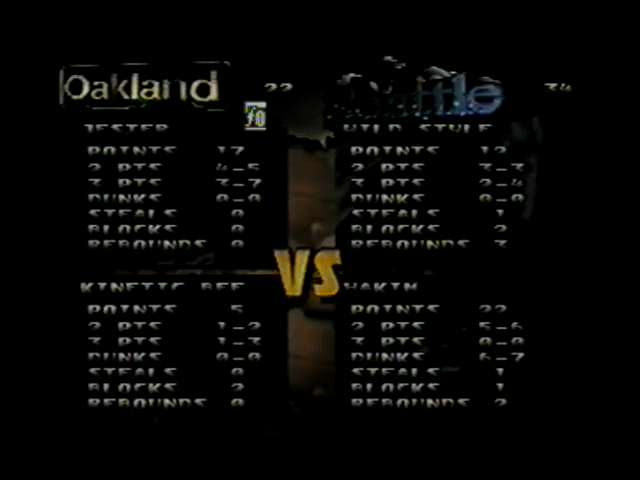 Oakland 22
JESTER
POINTS 17
2 PTS 4-5
3 PTS 3-7
DUNKS 0-0
STEALS 0
BLOCKS 0
REBOUNDS 0
34
WILD STYLE
POINTS 12
2 PTS 3-3
3 PTS 2-4
DUNKS 0-0
STEALS 1
BLOCKS 2
REBOUNDS 3
VS
KINETIC BEE
POINTS 5
2 PTS 1-2
3 PTS 1-3
DUNKS 0-0
STEALS 0
BLOCKS 2
REBOUNDS 0
HAKIM
POINTS 22
2 PTS 5-6
3 PTS 0-0
DUNKS 6-7
STEALS 1
BLOCKS 1
REBOUNDS 2